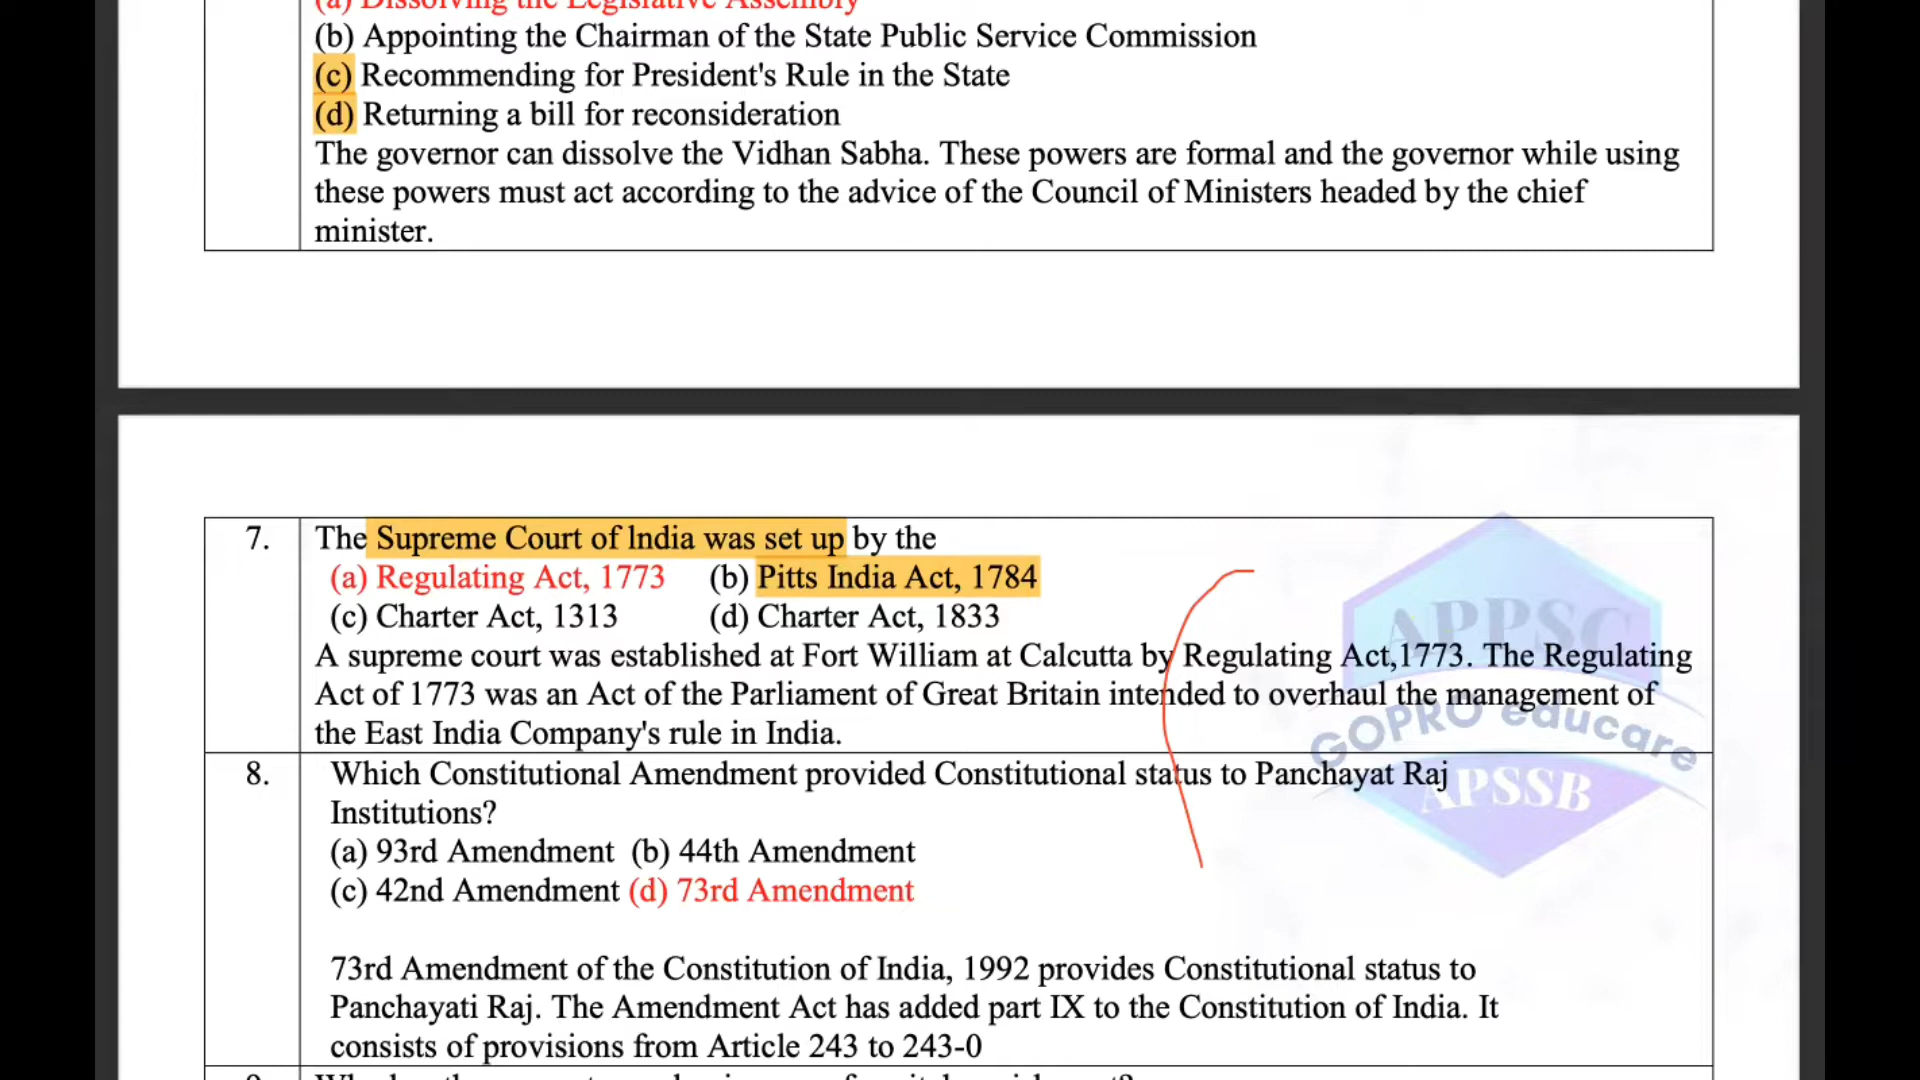 (a) Dissolving the Legislative Assembly
(b) Appointing the Chairman of the State Public Service Commission
(c) Recommending for President's Rule in the State
(d) Returning a bill for reconsideration
The governor can dissolve the Vidhan Sabha. These powers are formal and the governor while using
these powers must act according to the advice of the Council of Ministers headed by the chief
minister.
7. The Supreme Court of lndia was set up by the
(a) Regulating Act, 1773 (b) Pitts India Act, 1784
(c) Charter Act, 1313 (d) Charter Act, 1833
A supreme court was established at Fort William at Calcutta by Regulating Act,1773. The Regulating
Act of 1773 was an Act of the Parliament of Great Britain intended to overhaul the management of
the East India Company's rule in India.
8. Which Constitutional Amendment provided Constitutional status to Panchayat Raj
Institutions?
(a) 93rd Amendment (b) 44th Amendment
(c) 42nd Amendment (d) 73rd Amendment
73rd Amendment of the Constitution of India, 1992 provides Constitutional status to
Panchayati Raj. The Amendment Act has added part IX to the Constitution of India. It
consists of provisions from Article 243 to 243-0
APPSC
GOPRO educare
APSSB